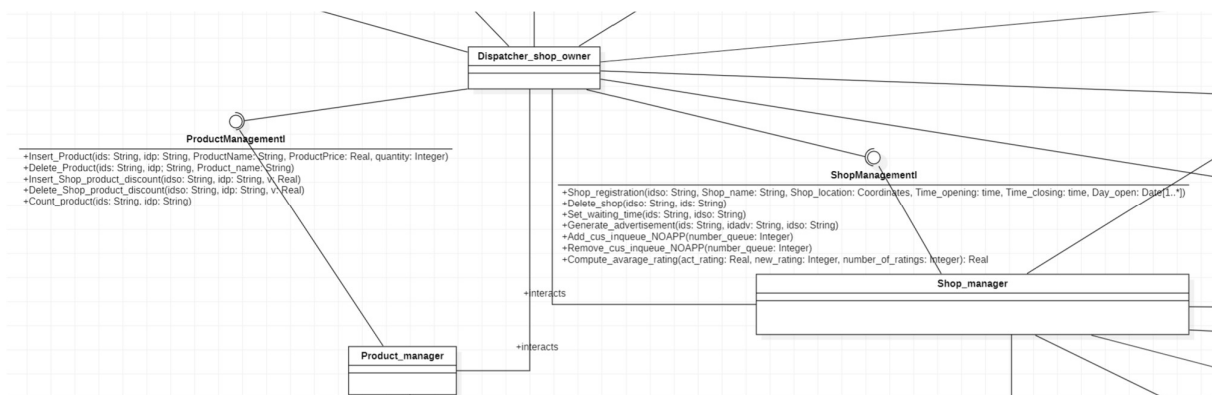 Dispatcher_shop_owner
ProductManagementI
+Insert_Product(ids: String, idp: String, ProductName: String, ProductPrice: Real, quantity: Integer)
+Delete_Product(ids: String, idp; String, Product_name: String)
+Insert_Shop_product_discount(idso: String, idp: String, v: Real)
+Delete_Shop_product_discount(idso: String, idp: String, v: Real)
+Count_product(ids: String, idp: String)
ShopManagementI
+Shop_registration(idso: String, Shop_name: String, Shop_location: Coordinates, Time_opening: time, Time_closing: time, Day_open: Date[1..*])
+Delete_shop(idso: String, ids: String)
+Set_waiting_time(ids: String, idso: String)
+Generate_advertisement(ids: String, idadv: String, idso: String)
+Add_cus_inqueue_NOAPP(number_queue: Integer)
+Remove_cus_inqueue_NOAPP(number_queue: Integer)
+Compute_avarage_rating(act_rating: Real, new_rating: Integer, number_of_ratings: Integer): Real
Shop_manager
+interacts
+interacts
Product_manager